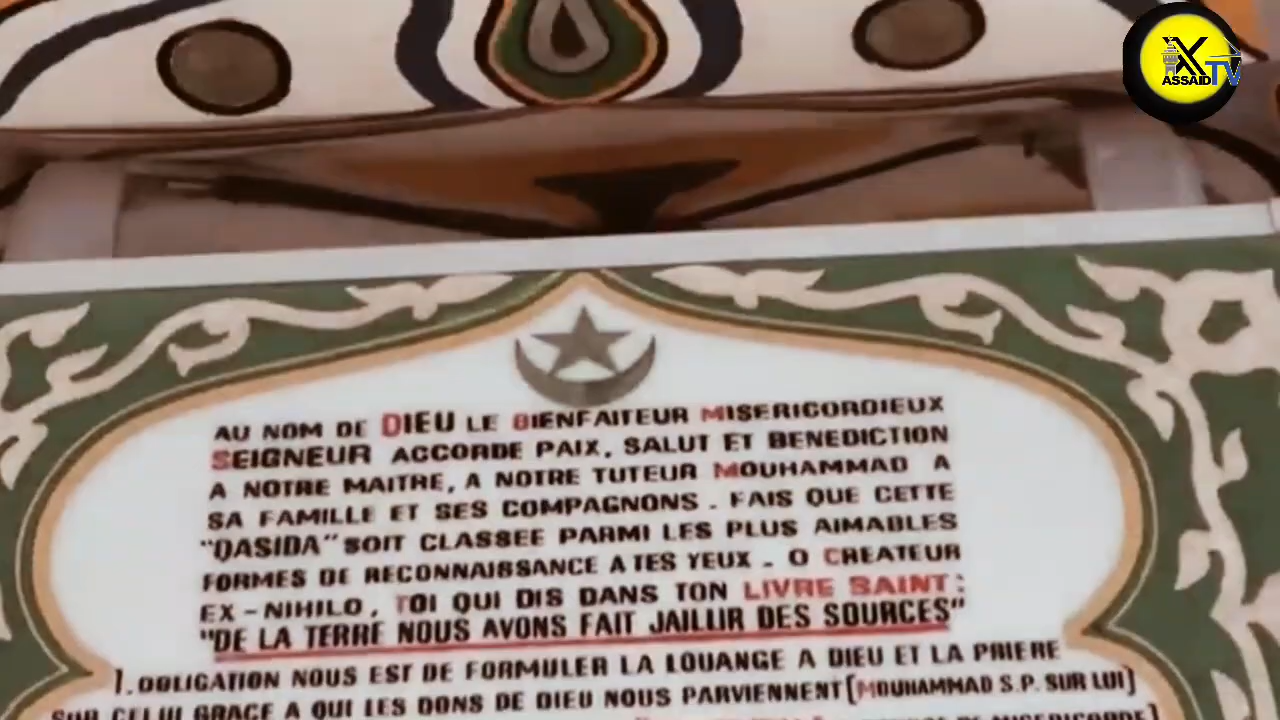 XASSAID TV
AU NOM DE DIEU LE BIENFAITEUR MISERICORDIEUX
SEIGNEUR ACCORDE PAIX, SALUT ET BENEDICTION
A NOTRE MAITRE, A NOTRE TUTEUR MOUHAMMAD A
SA FAMILLE ET SES COMPAGNONS . FAIS QUE CETTE
"QASIDA" SOIT CLASSEE PARMI LES PLUS AIMABLES
FORMES DE RECONNAISSANCE A TES YEUX - O CREATEUR
EX-NIHILO, TOI QUI DIS DANS TON LIVRE SAINT:
"DE LA TERRE NOUS AVONS FAIT JAILLIR DES SOURCES"
1. OBLIGATION NOUS EST DE FORMULER LA LOUANGE A DIEU ET LA PRIERE
SUR CELUI GRACE A QUI LES DONS DE DIEU NOUS PARVIENNENT (MOUHAMMAD S.P. SUR LUI)